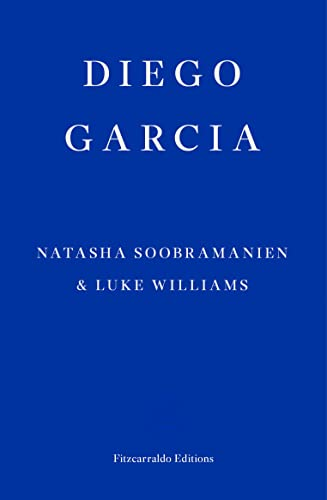 DIEGO
GARCIA
NATASHA SOOBRAMANIEN
& LUKE WILLIAMS
Fitzcarraldo Editions